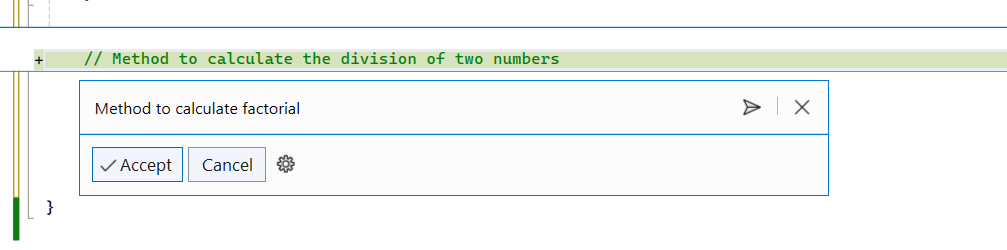 + // Method to calculate the division of two numbers
Method to calculate factorial
Accept Cancel
}